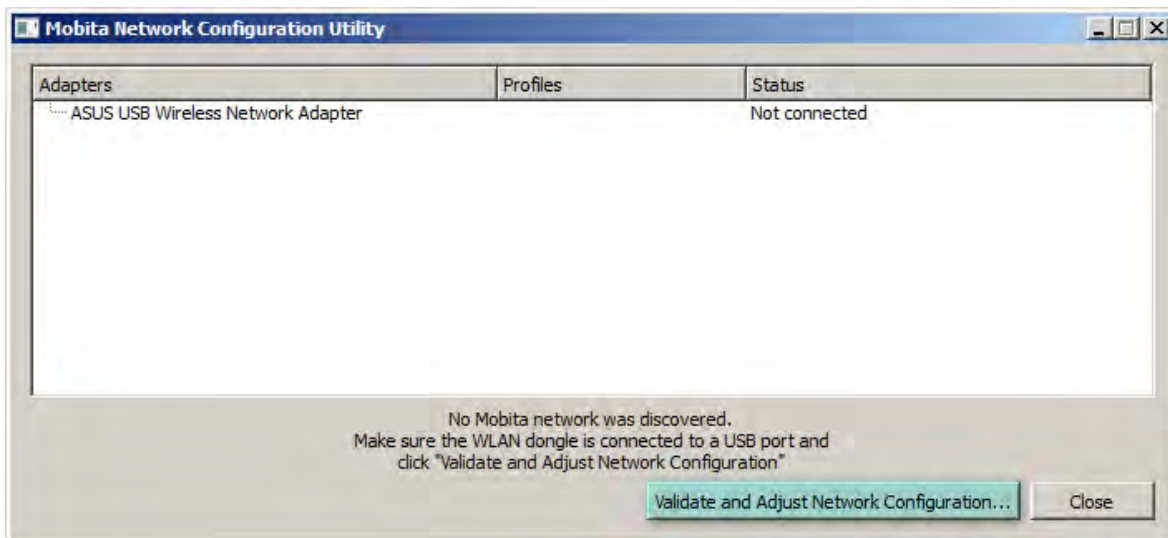 Mobita Network Configuration Utility
Adapters Profiles Status
ASUS USB Wireless Network Adapter Not connected
No Mobita network was discovered.
Make sure the WLAN dongle is connected to a USB port and
click "Validate and Adjust Network Configuration"
Validate and Adjust Network Configuration... Close